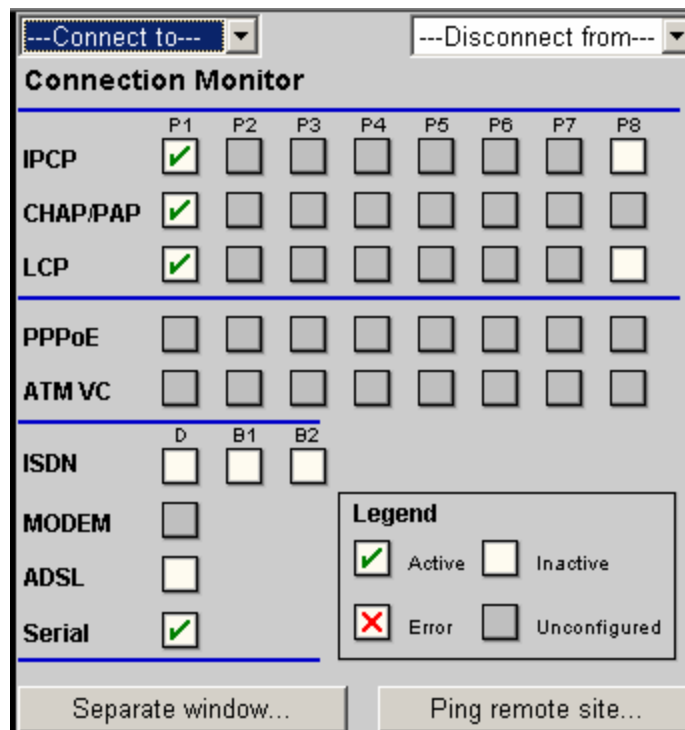 ---Connect to--- ---Disconnect from---
Connection Monitor
P1 P2 P3 P4 P5 P6 P7 P8
IPCP
CHAP/PAP
LCP
PPPoE
ATM VC
D B1 B2
ISDN
MODEM
ADSL
Serial
Legend
Active Inactive
Error Unconfigured
Separate window... Ping remote site...